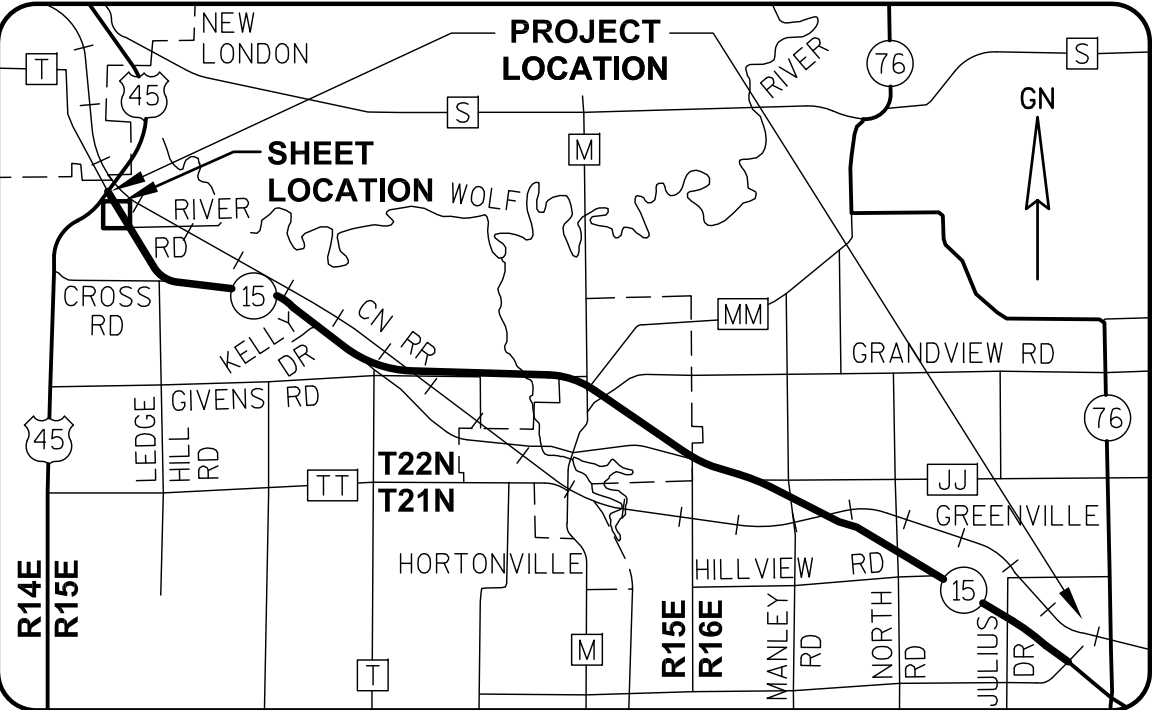 NEW
LONDON
PROJECT
LOCATION
RIVER
76
S
T
45
S
GN
M
SHEET
LOCATION
WOLF
RIVER
RD
CROSS
RD
15
CN RR
MM
KELLY
DR
GRANDVIEW RD
GIVENS RD
LEDGE
HILL
RD
45
76
T22N
T21N
TT
JJ
GREENVILLE
HORTONVILLE
HILLVIEW RD
R14E
R15E
15
R15E
R16E
MANLEY
RD
NORTH
RD
JULIUS
DR
M
T